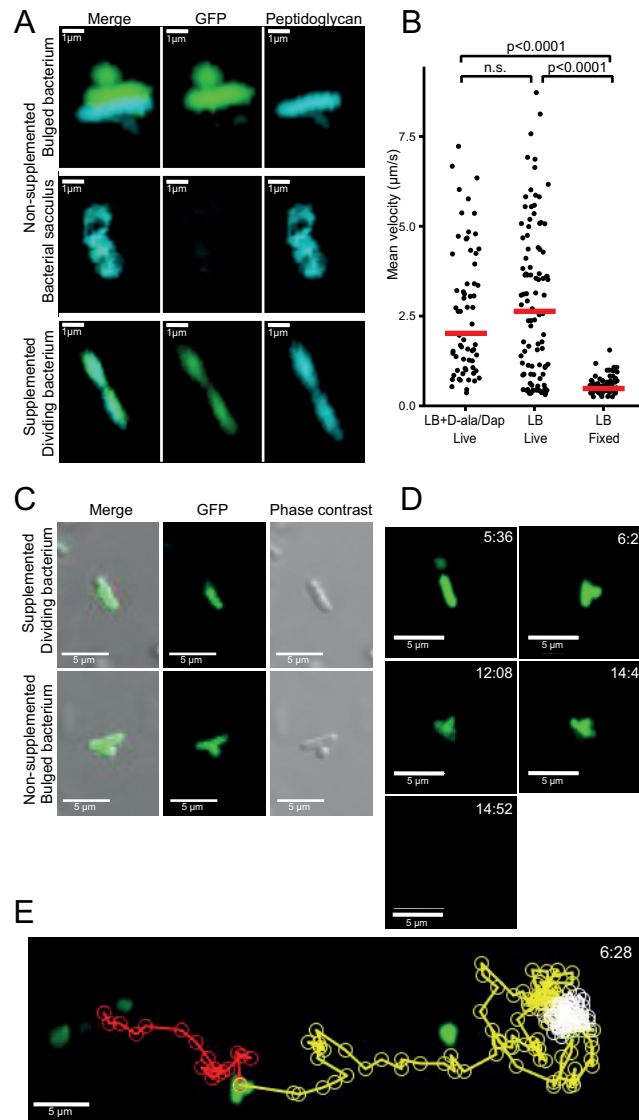 A
Merge GFP Peptidoglycan
Non-supplemented
Bulged bacterium
1µm 1µm 1µm
Bacterial sacculus
1µm 1µm 1µm
Supplemented
Dividing bacterium
1µm 1µm 1µm
B
p<0.0001
n.s. p<0.0001
Mean velocity (µm/s)
7.5
5.0
2.5
0.0
LB+D-ala/Dap LB LB
Live Live Fixed
C
Merge GFP Phase contrast
Supplemented
Dividing bacterium
5 µm 5 µm 5 µm
Non-supplemented
Bulged bacterium
5 µm 5 µm 5 µm
D
5:36 6:2
5 µm 5 µm
12:08 14:4
5 µm 5 µm
14:52
5 µm
E
6:28
5 µm